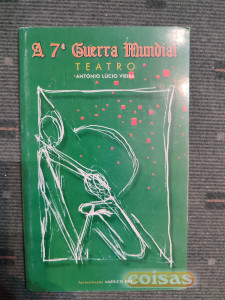 A 7ª Guerra Mundial
TEATRO
ANTÓNIO LÚCIO VIEIRA
coisas